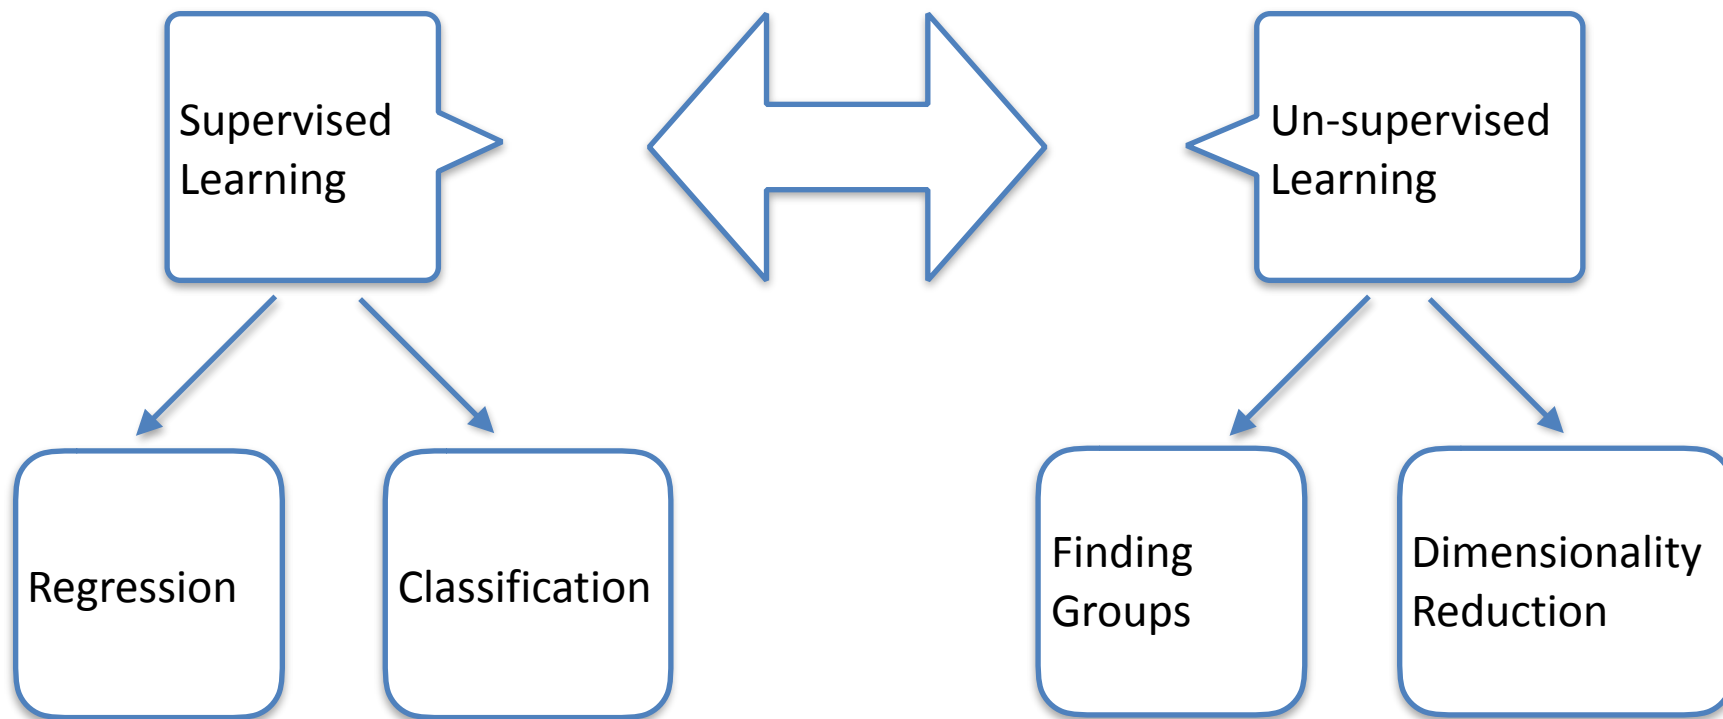 Supervised
Learning
Un-supervised
Learning
Regression
Classification
Finding
Groups
Dimensionality
Reduction